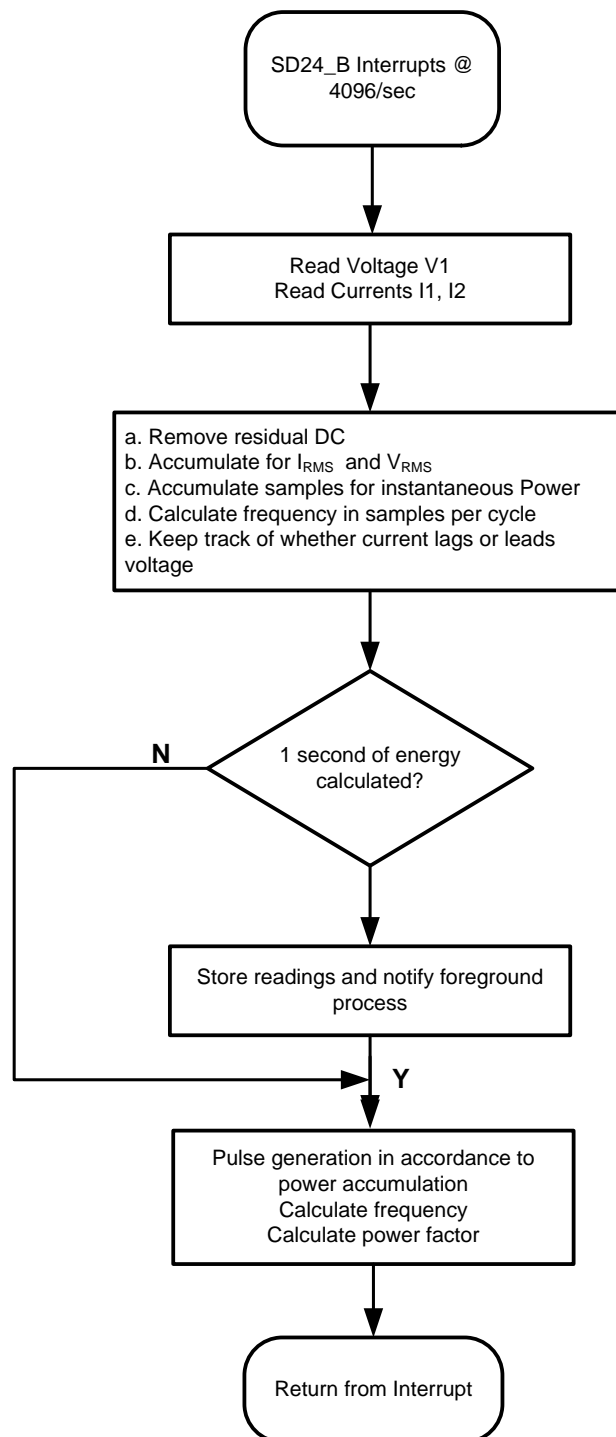 SD24_B Interrupts @
4096/sec
Read Voltage V1
Read Currents I1, I2
a. Remove residual DC
b. Accumulate for IRMS and VRMS
c. Accumulate samples for instantaneous Power
d. Calculate frequency in samples per cycle
e. Keep track of whether current lags or leads
voltage
N
1 second of energy
calculated?
Store readings and notify foreground
process
Y
Pulse generation in accordance to
power accumulation
Calculate frequency
Calculate power factor
Return from Interrupt